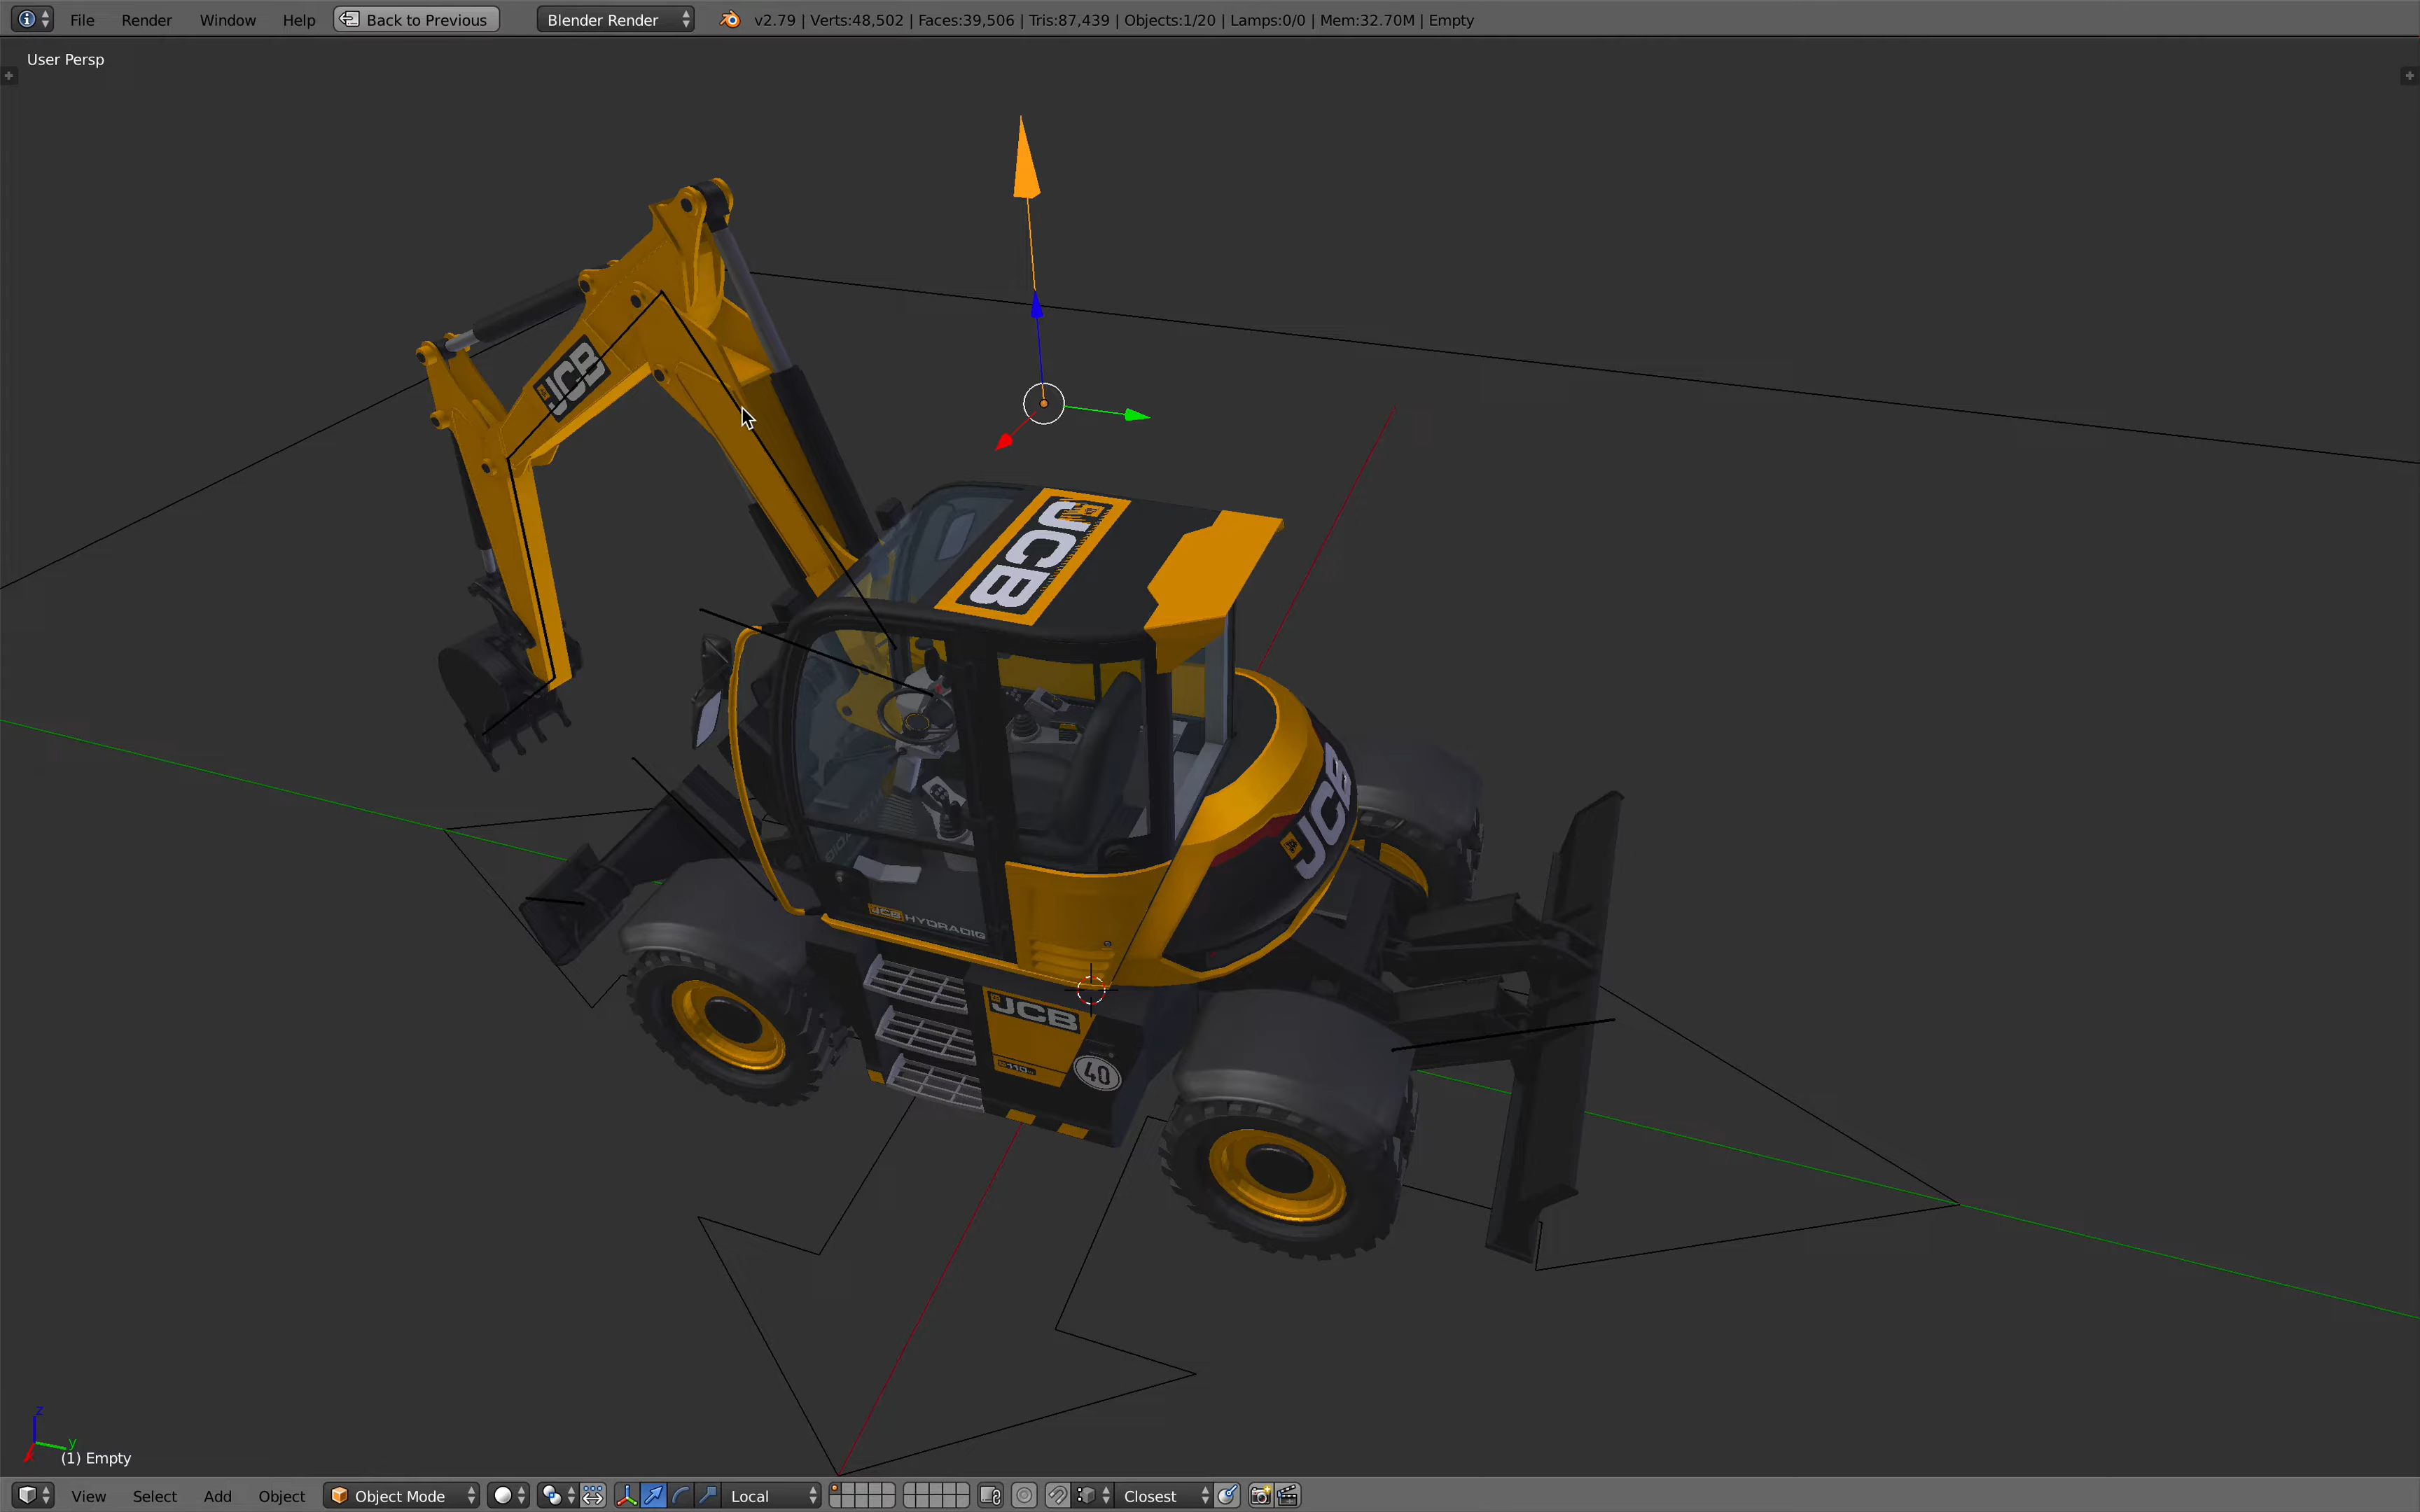 File Render Window Help Back to Previous Blender Render v2.79 | Verts:48,502 | Faces:39,506 | Tris:87,439 | Objects:1/20 | Lamps:0/0 | Mem:32.70M | Empty
User Persp
JCB
JCB
JCB
JCB HYDRADIG
JCB
110
40
z
y
(1) Empty
View Select Add Object Object Mode Local Closest